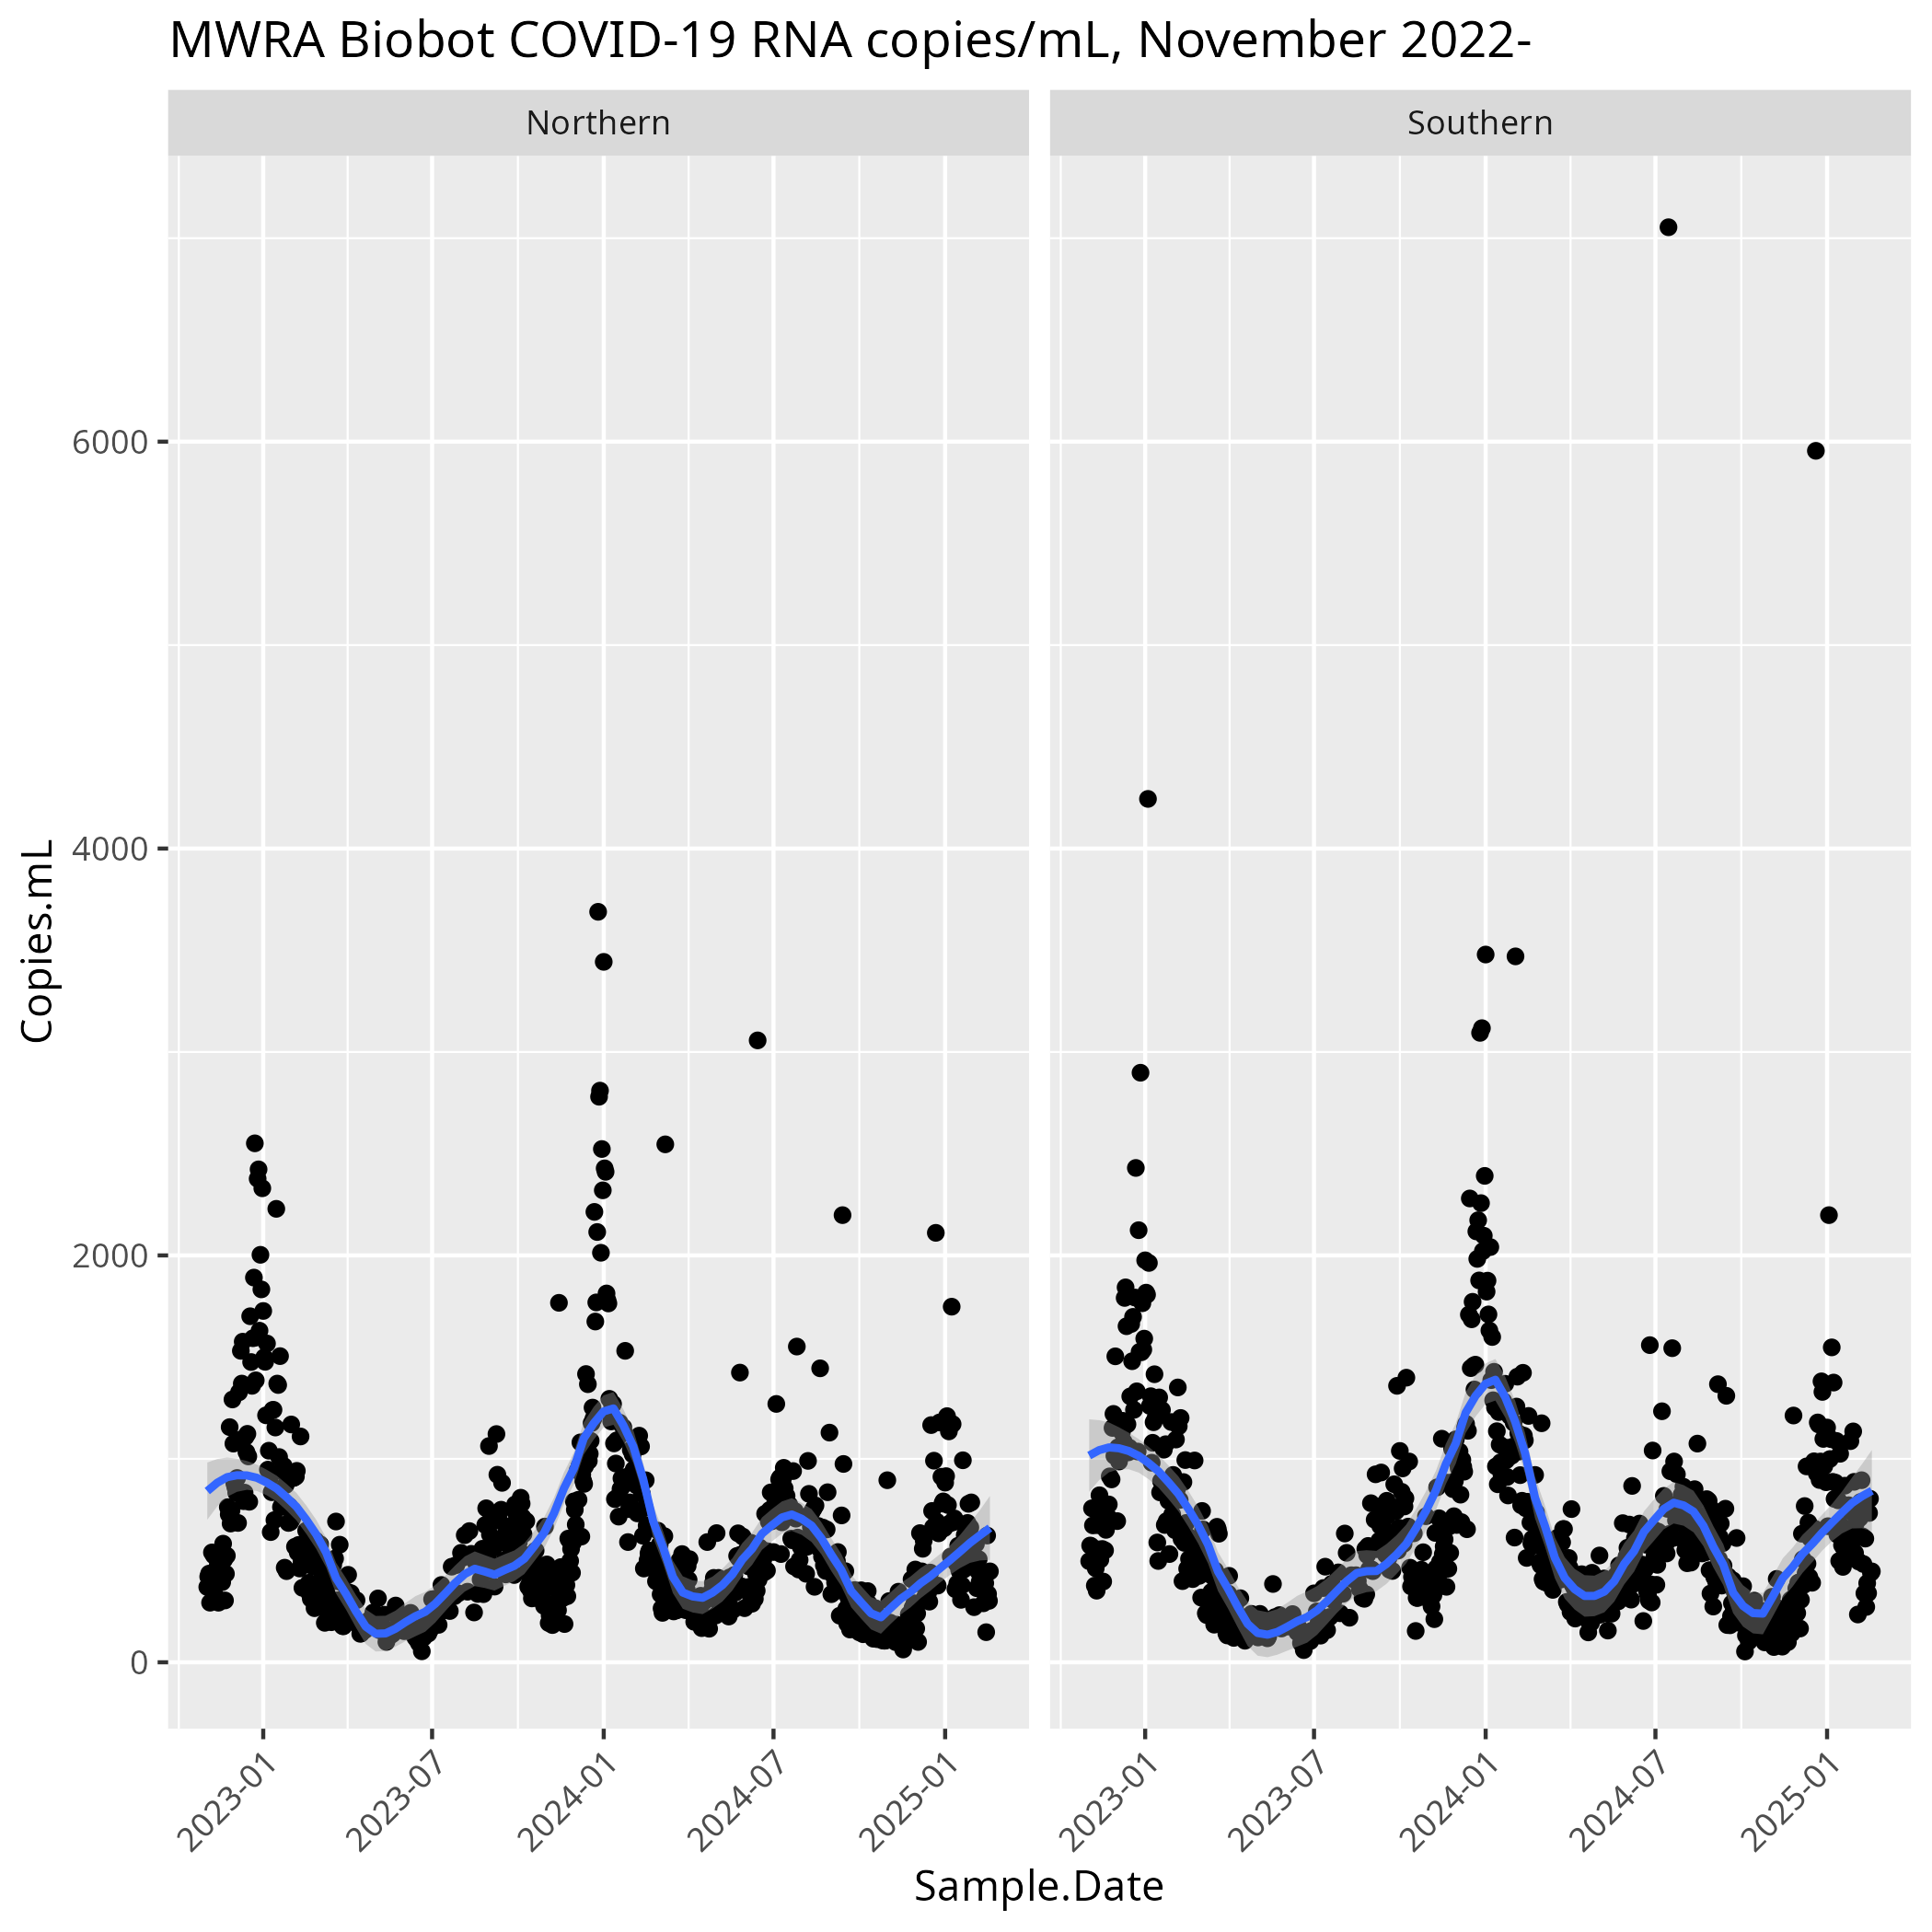 MWRA Biobot COVID-19 RNA copies/mL, November 2022-
Northern
Southern
Copies.mL
6000
4000
2000
0
2023-01
2023-07
2024-01
2024-07
2025-01
2023-01
2023-07
2024-01
2024-07
2025-01
Sample.Date